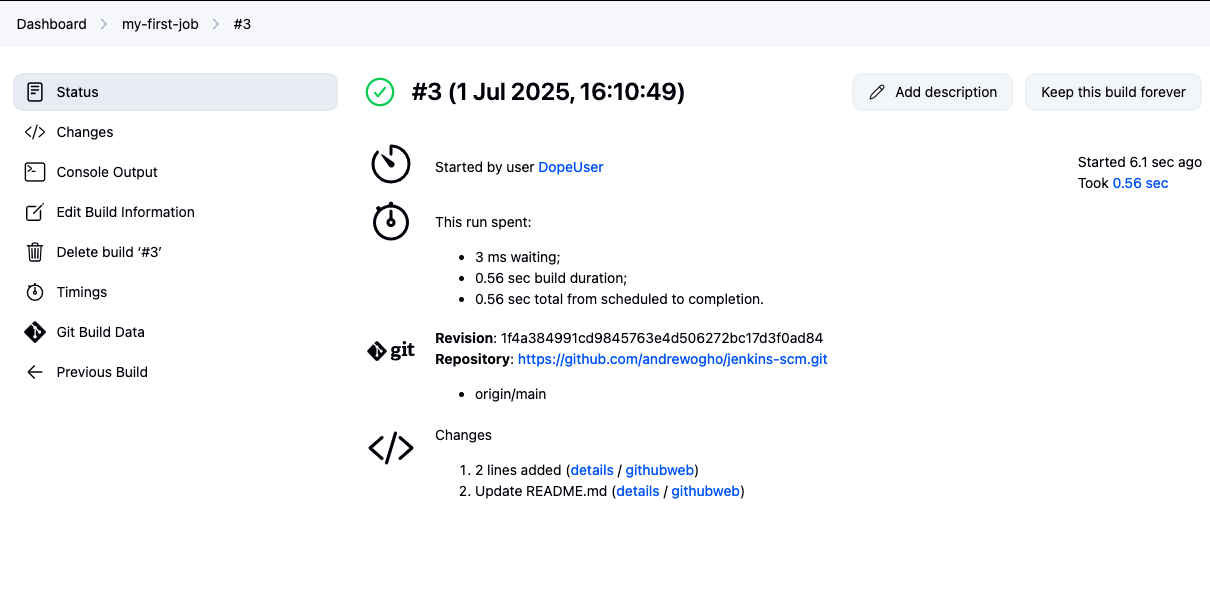 Dashboard > my-first-job > #3
Status
Changes
Console Output
Edit Build Information
Delete build ‘#3’
Timings
Git Build Data
Previous Build
#3 (1 Jul 2025, 16:10:49)
Add description
Keep this build forever
Started by user DopeUser
Started 6.1 sec ago
Took 0.56 sec
This run spent:
• 3 ms waiting;
• 0.56 sec build duration;
• 0.56 sec total from scheduled to completion.
git
Revision: 1f4a384991cd9845763e4d506272bc17d3f0ad84
Repository: https://github.com/andrewogho/jenkins-scm.git
• origin/main
Changes
1. 2 lines added (details / githubweb)
2. Update README.md (details / githubweb)